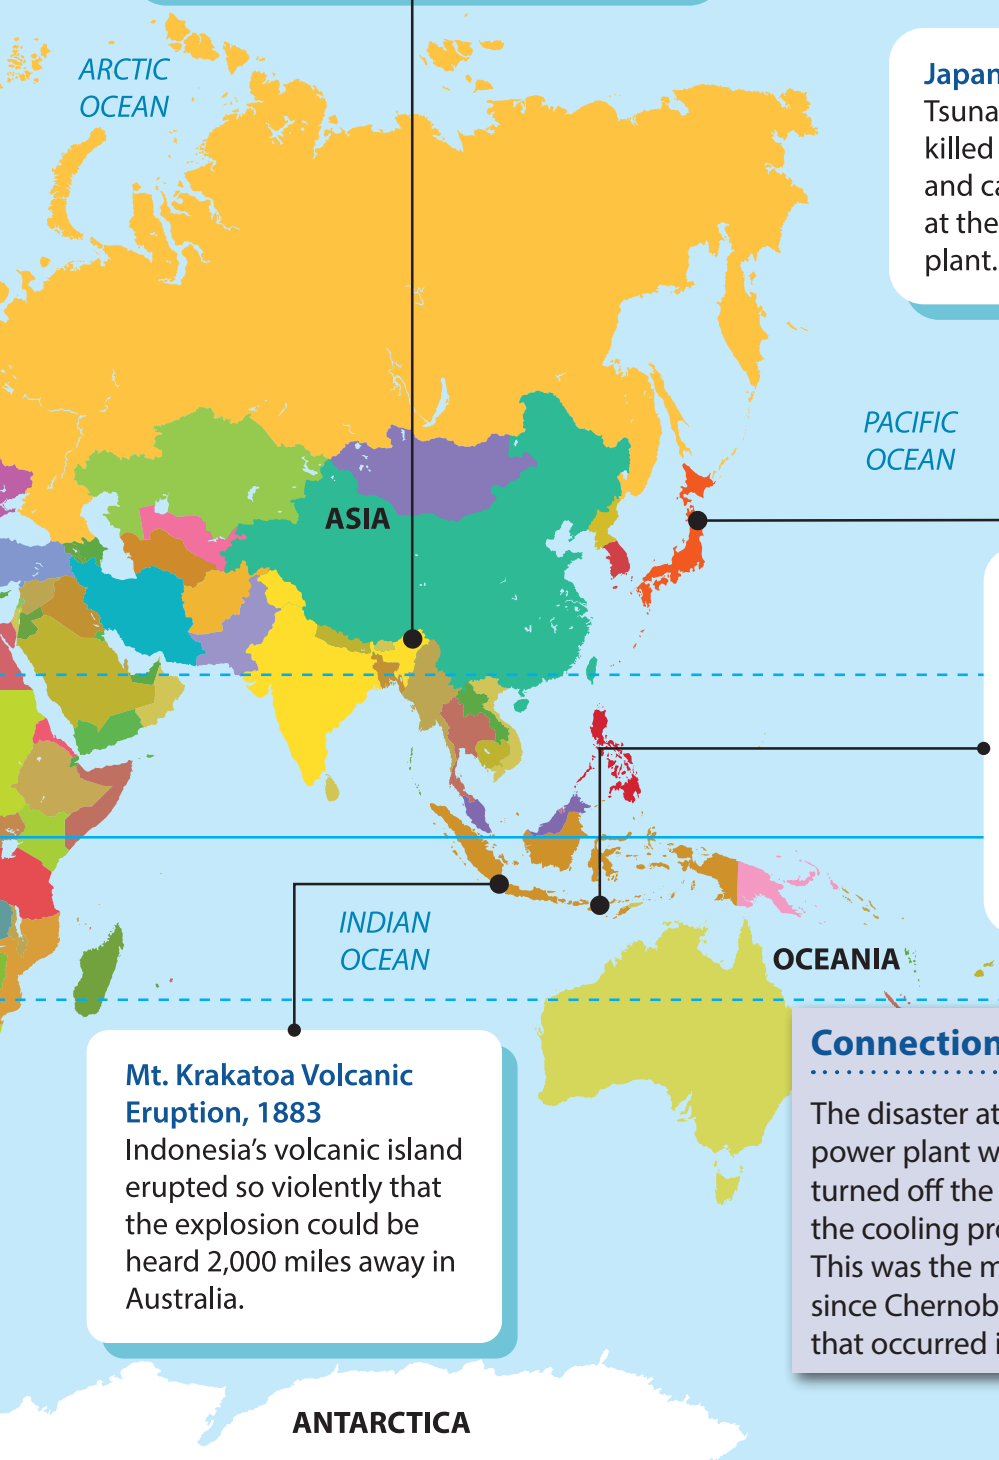 ARCTIC
OCEAN
Japan
Tsuna
killed
and ca
at the
plant.
PACIFIC
OCEAN
ASIA
INDIAN
OCEAN
OCEANIA
Mt. Krakatoa Volcanic
Eruption, 1883
Indonesia’s volcanic island
erupted so violently that
the explosion could be
heard 2,000 miles away in
Australia.
Connection
The disaster at
power plant w
turned off the
the cooling pro
This was the m
since Chernob
that occurred i
ANTARCTICA